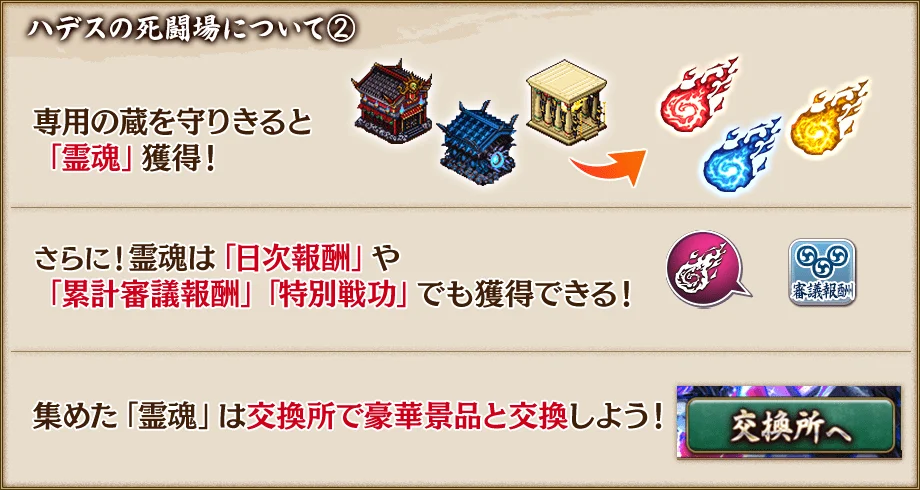 ハデスの死闘場について②
専用の蔵を守りきると
「霊魂」獲得！
さらに！霊魂は「日次報酬」や
「累計審議報酬」「特別戦功」でも獲得できる！
審議報酬
集めた「霊魂」は交換所で豪華景品と交換しよう！
交換所へ